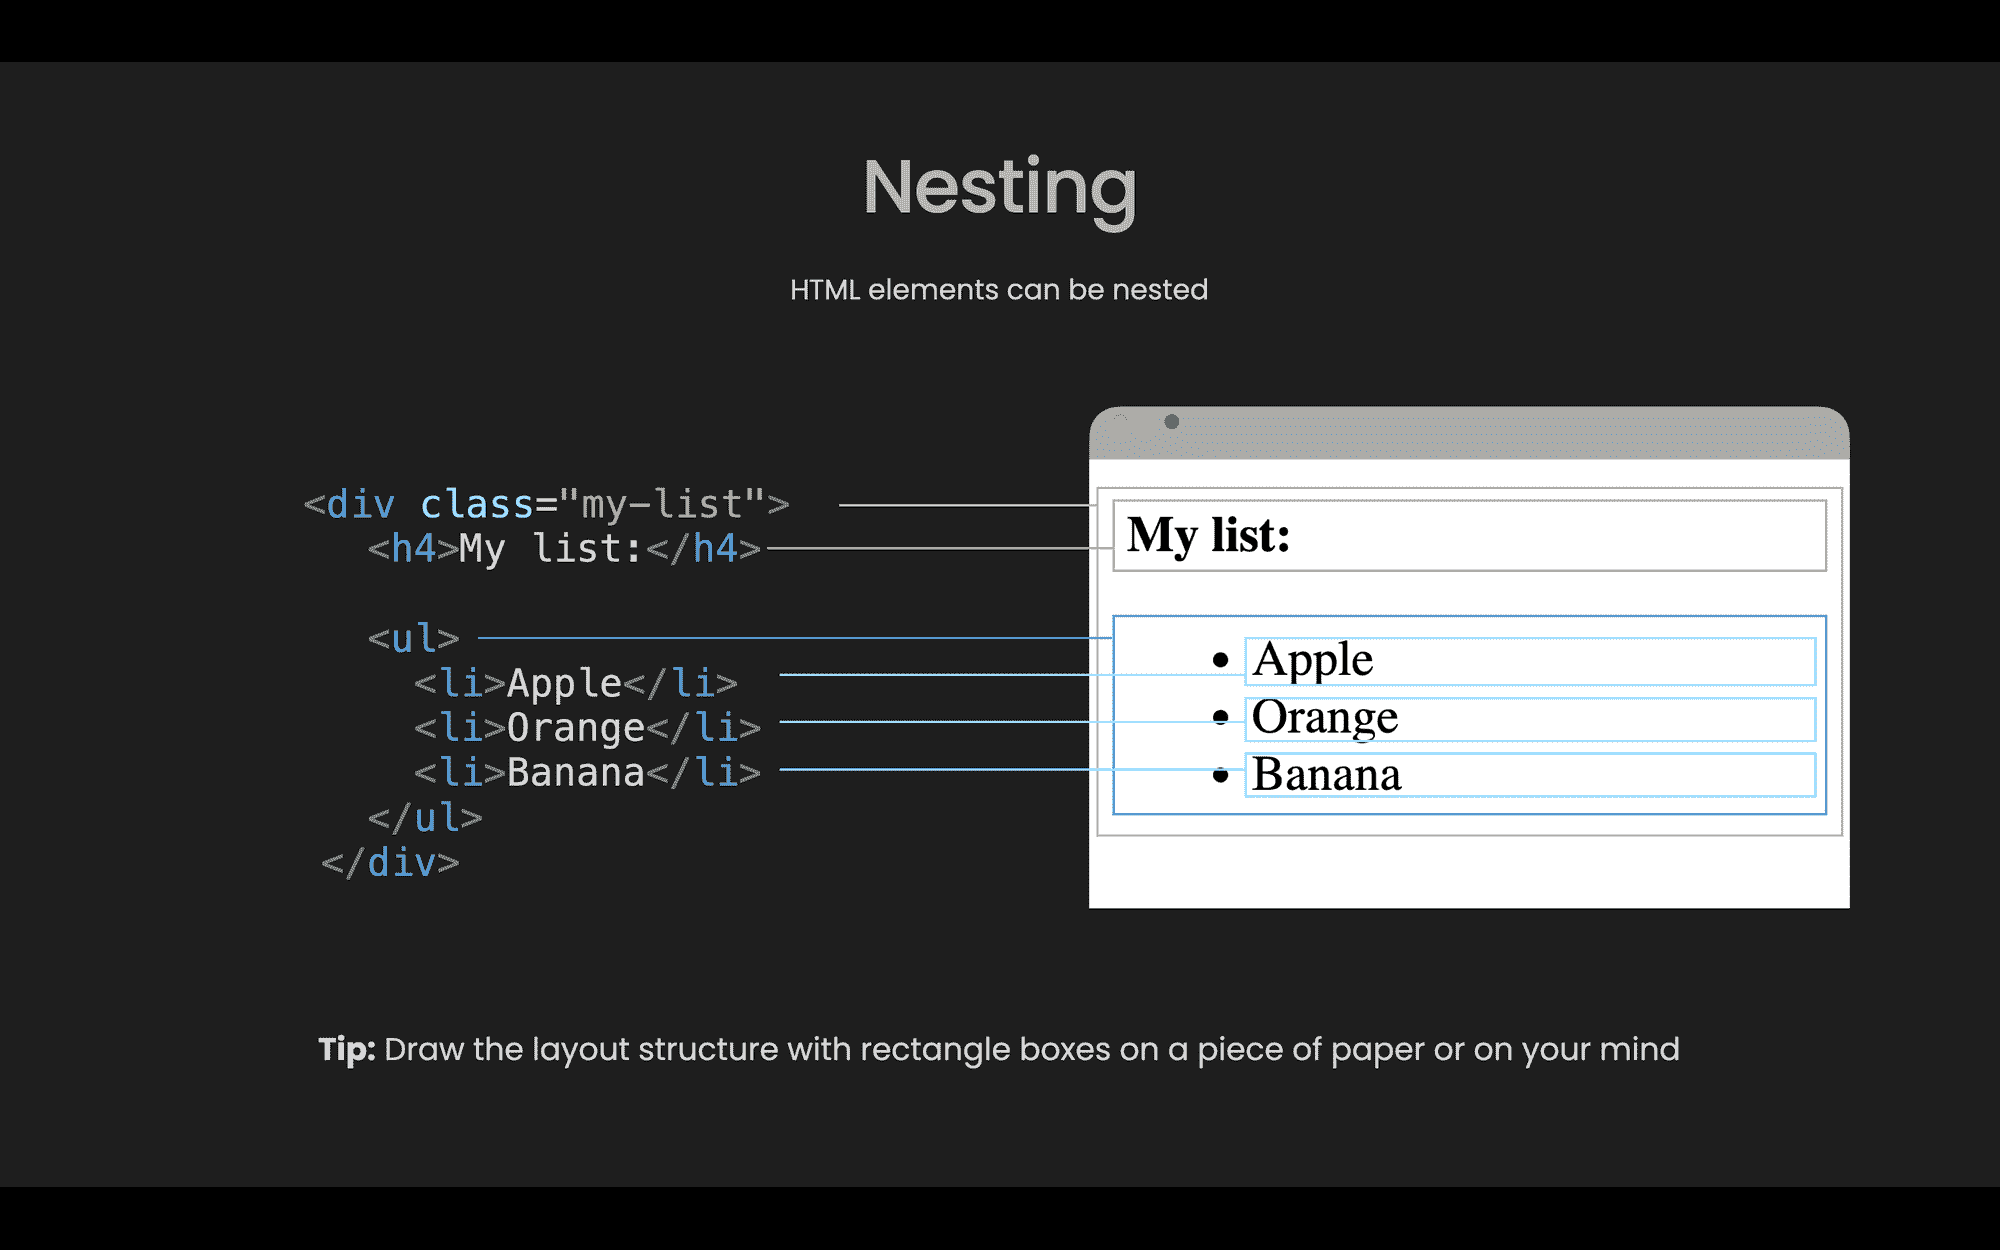 Nesting
HTML elements can be nested
<div class="my-list">
<h4>My list:</h4>
<ul>
<li>Apple</li>
<li>Orange</li>
<li>Banana</li>
</ul>
</div>
My list:
• Apple
• Orange
• Banana
Tip: Draw the layout structure with rectangle boxes on a piece of paper or on your mind